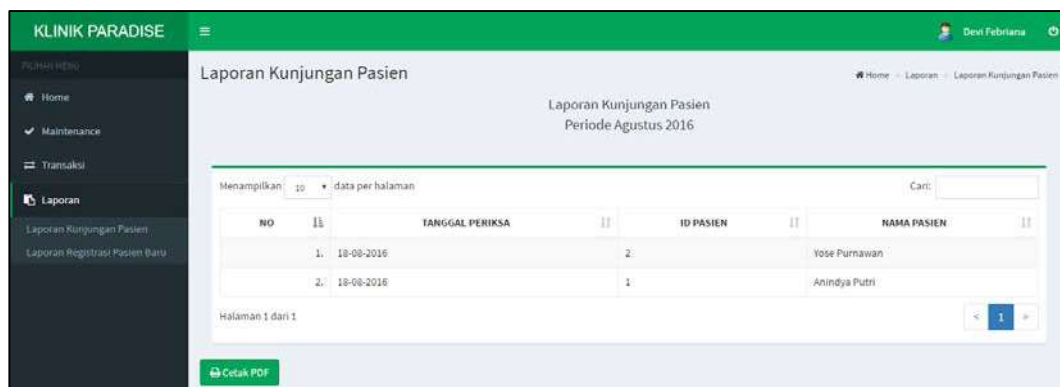 KLINIK PARADISE
Devi Febriana
PILIHAN MENU
Home
Maintenance
Transaksi
Laporan
Laporan Kunjungan Pasien
Laporan Registrasi Pasien Baru
Laporan Kunjungan Pasien
Home > Laporan > Laporan Kunjungan Pasien
Laporan Kunjungan Pasien
Periode Agustus 2016
Menampilkan 10 data per halaman
Cari:
NO TANGGAL PERIKSA ID PASIEN NAMA PASIEN
1. 18-08-2016 2 Yose Purnawan
2. 18-08-2016 1 Anindya Putri
Halaman 1 dari 1
< 1 >
Cetak PDF